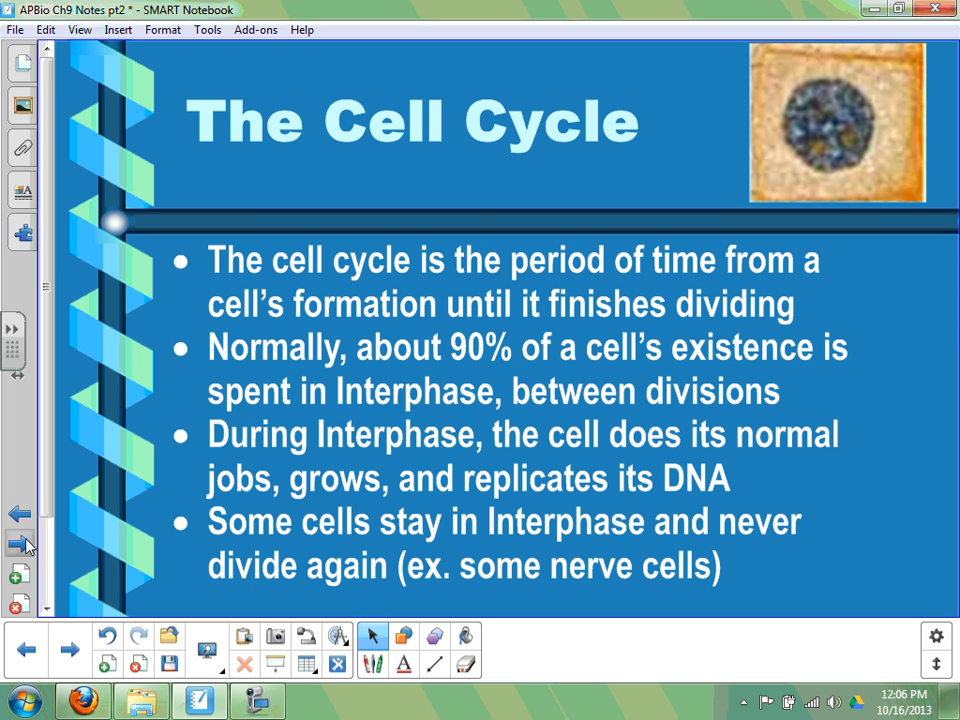 APBio Ch9 Notes pt2 * - SMART Notebook
File Edit View Insert Format Tools Add-ons Help
The Cell Cycle
• The cell cycle is the period of time from a
cell's formation until it finishes dividing
• Normally, about 90% of a cell's existence is
spent in Interphase, between divisions
• During Interphase, the cell does its normal
jobs, grows, and replicates its DNA
• Some cells stay in Interphase and never
divide again (ex. some nerve cells)
12:06 PM
10/16/2013